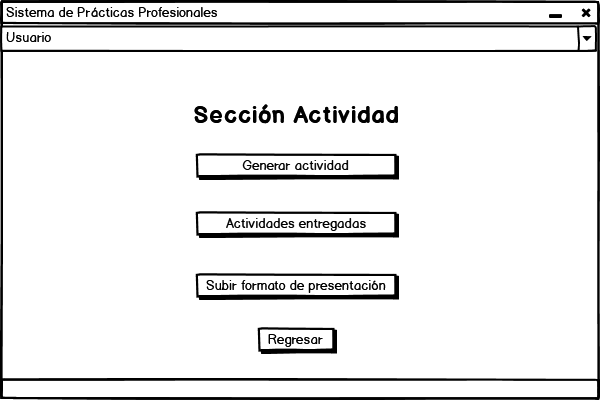 Sistema de Prácticas Profesionales
Usuario
Sección Actividad
Generar actividad
Actividades entregadas
Subir formato de presentación
Regresar